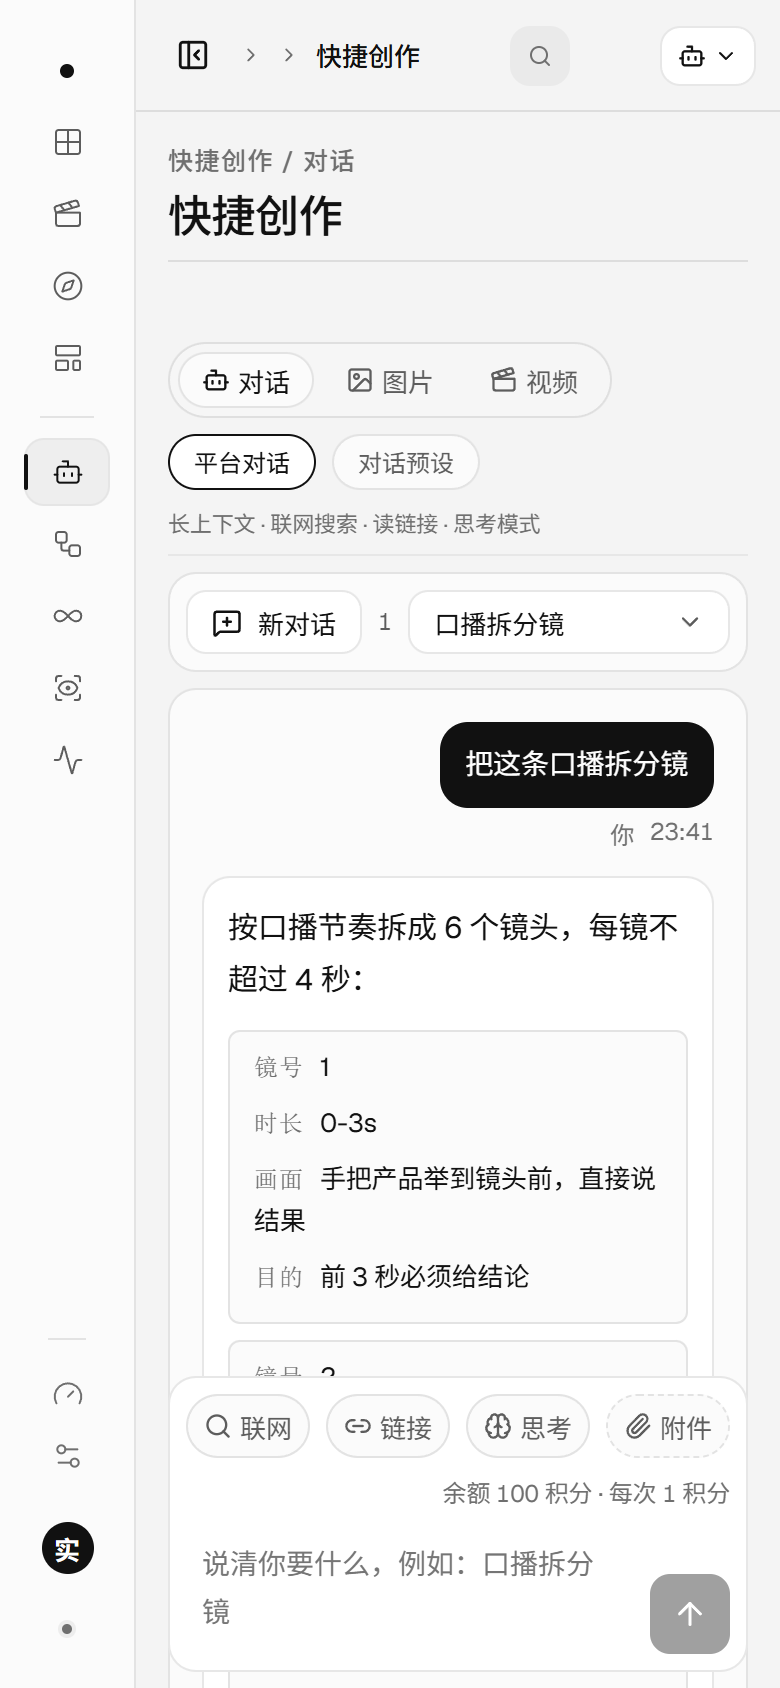 快捷创作
快捷创作 / 对话
快捷创作
对话 图片 视频
平台对话 对话预设
长上下文 · 联网搜索 · 读链接 · 思考模式
新对话 1 口播拆分镜
把这条口播拆分镜
你 23:41
按口播节奏拆成 6 个镜头，每镜不
超过 4 秒：
镜号 1
时长 0-3s
画面 手把产品举到镜头前，直接说
结果
目的 前 3 秒必须给结论
镜号 2
联网 链接 思考 附件
余额 100 积分 · 每次 1 积分
说清你要什么，例如：口播拆分
镜
实